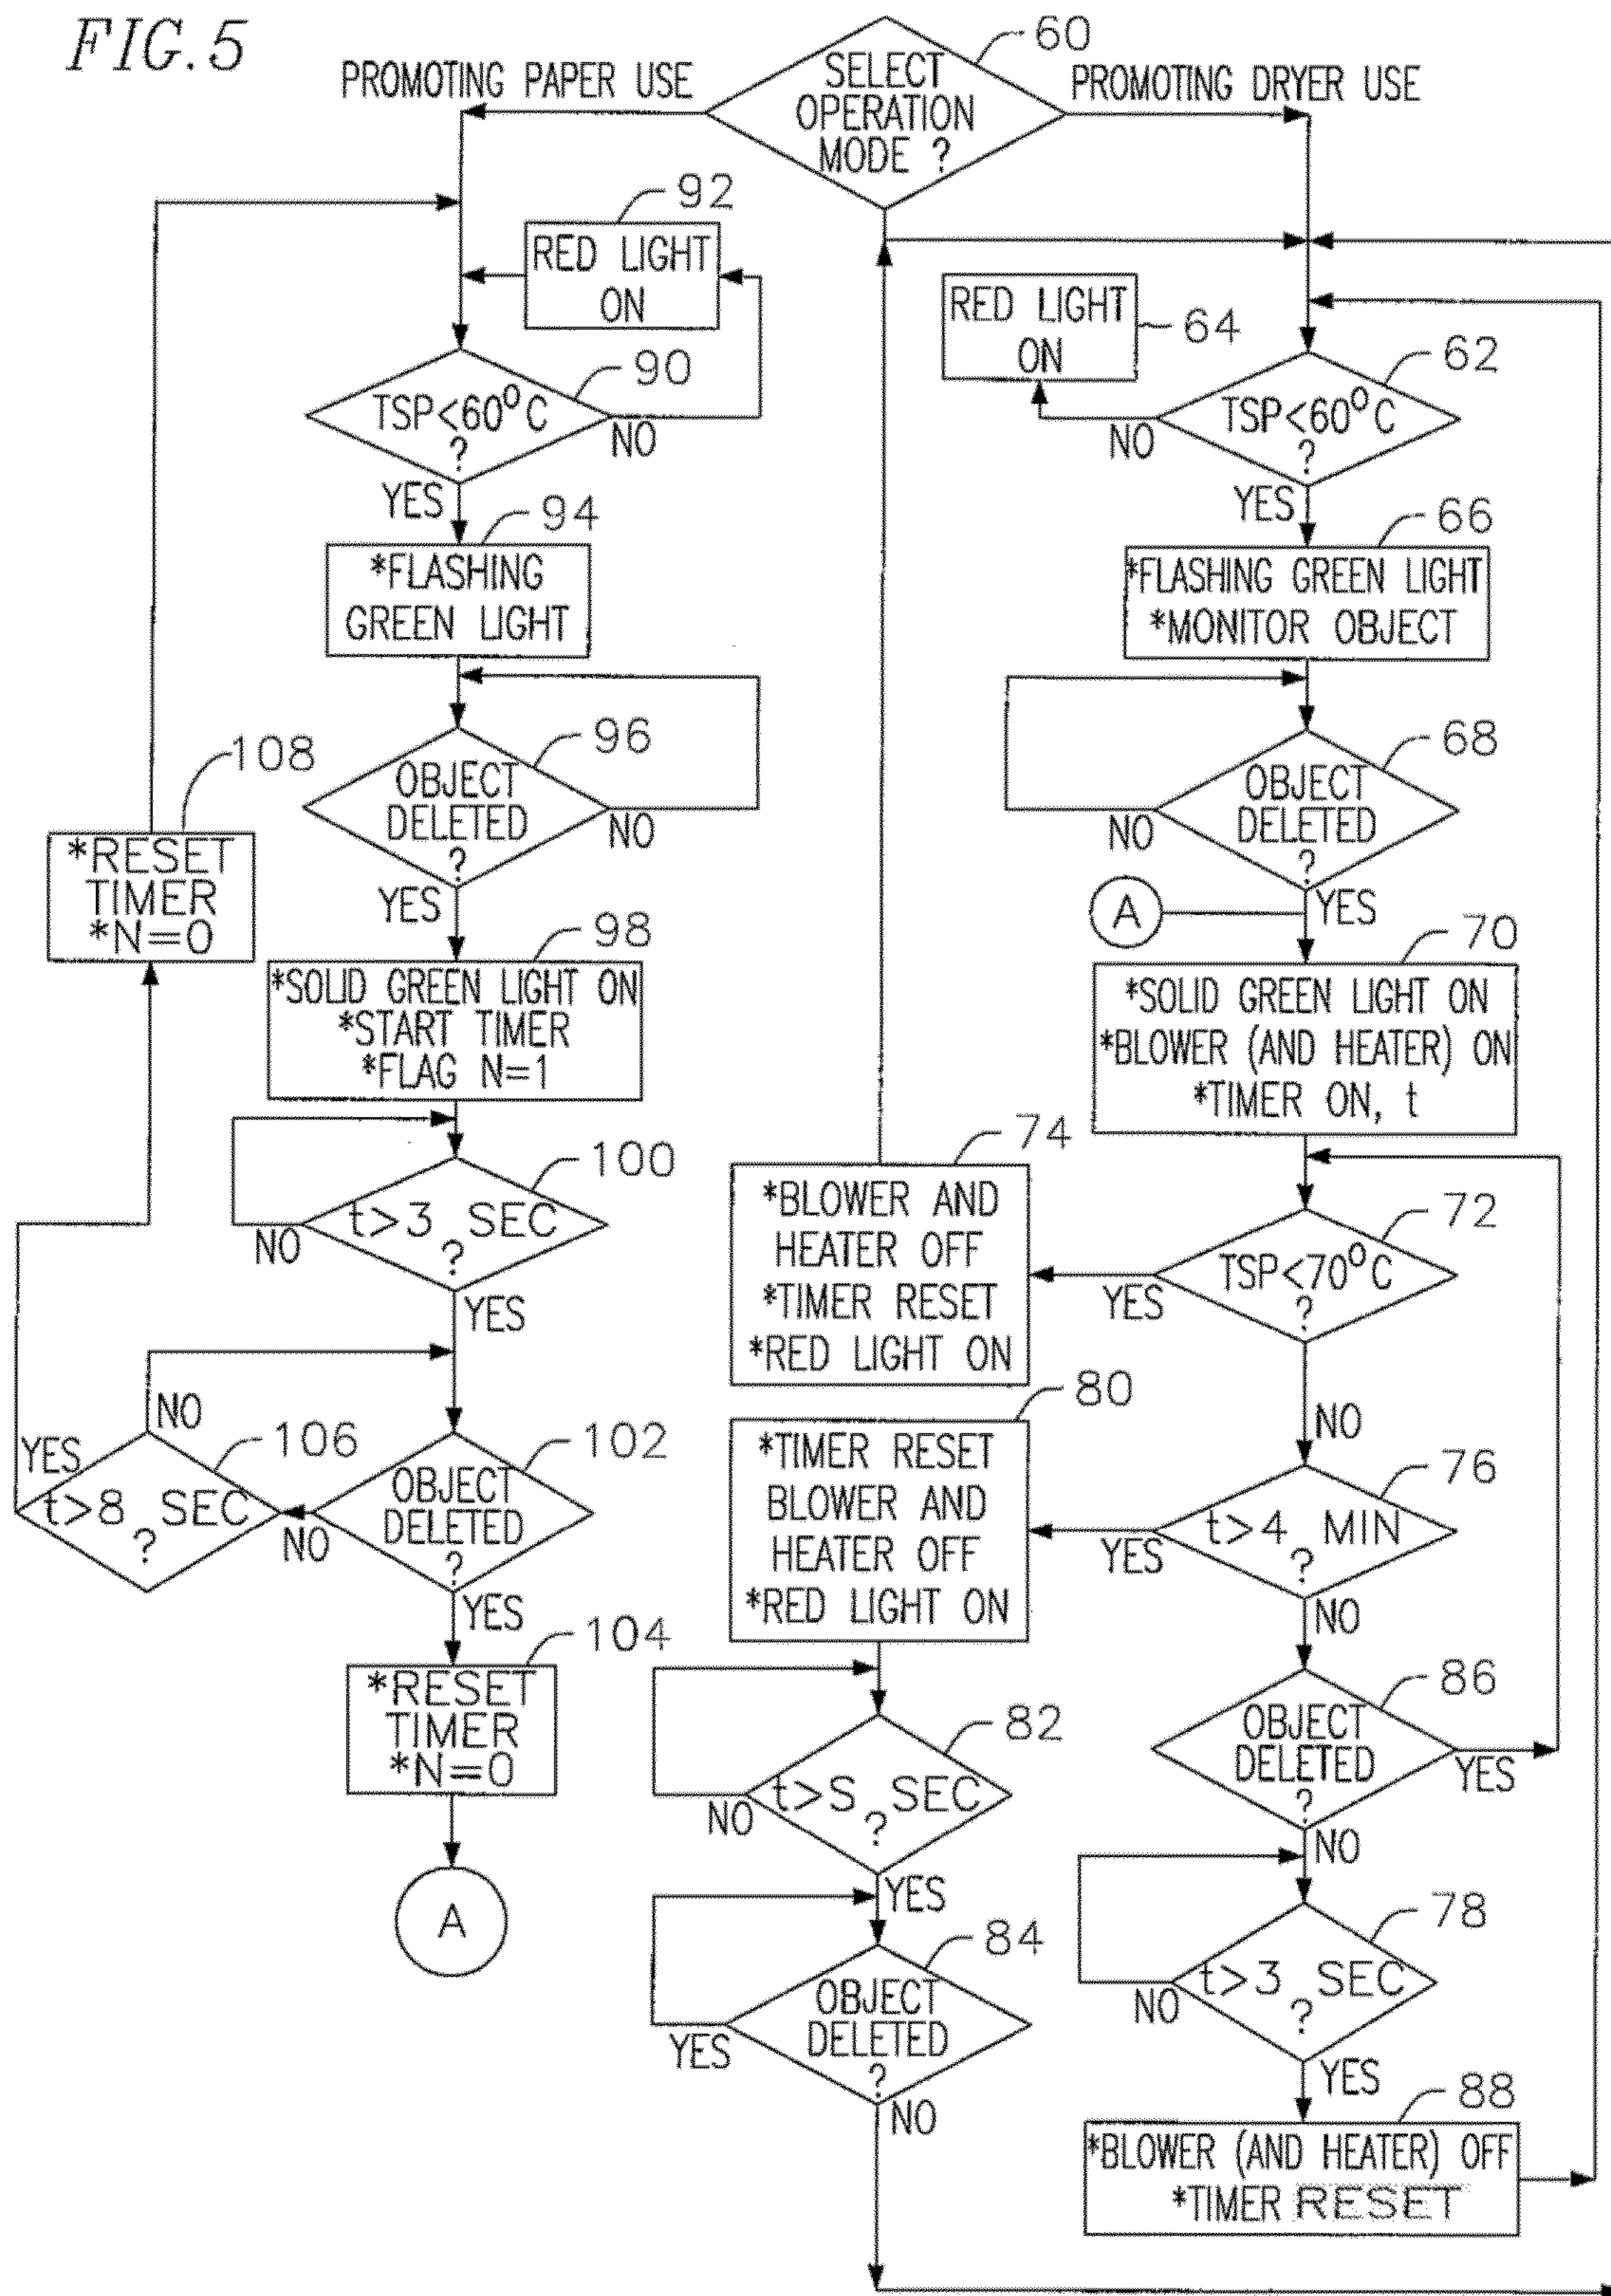 FIG.5
60
SELECT
OPERATION
MODE ?
PROMOTING PAPER USE
PROMOTING DRYER USE
92
RED LIGHT
ON
90
TSP<60°C
?
NO
YES
94
*FLASHING
GREEN LIGHT
96
OBJECT
DELETED
?
NO
YES
98
*SOLID GREEN LIGHT ON
*START TIMER
*FLAG N=1
100
t>3 SEC
?
NO
YES
102
OBJECT
DELETED
?
NO
YES
106
t>8 SEC
?
NO
YES
108
*RESET
TIMER
*N=0
104
*RESET
TIMER
*N=0
A
RED LIGHT
ON
64
62
TSP<60°C
?
NO
YES
66
*FLASHING GREEN LIGHT
*MONITOR OBJECT
68
OBJECT
DELETED
?
NO
YES
A
70
*SOLID GREEN LIGHT ON
*BLOWER (AND HEATER) ON
*TIMER ON, t
72
TSP<70°C
?
YES
NO
74
*BLOWER AND
HEATER OFF
*TIMER RESET
*RED LIGHT ON
76
t>4 MIN
?
YES
NO
80
*TIMER RESET
BLOWER AND
HEATER OFF
*RED LIGHT ON
82
t>S SEC
?
NO
YES
84
OBJECT
DELETED
?
YES
NO
86
OBJECT
DELETED
?
YES
NO
78
t>3 SEC
?
NO
YES
88
*BLOWER (AND HEATER) OFF
*TIMER RESET